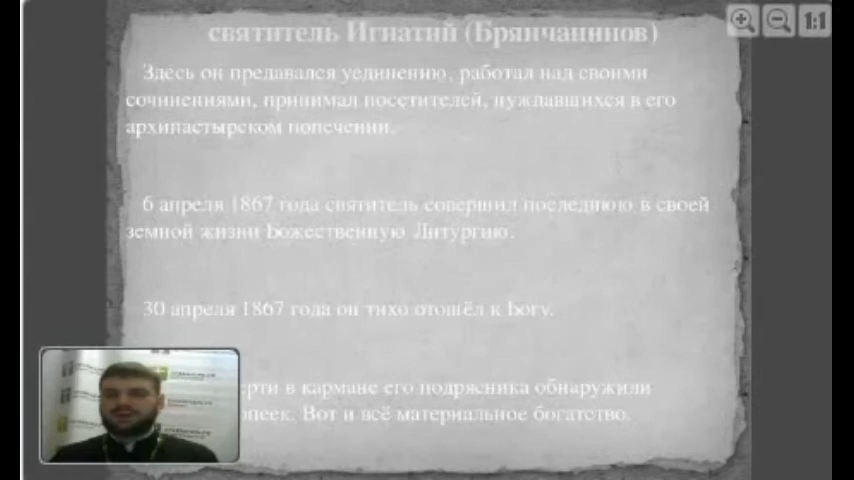 святитель Игнатий (Брянчанинов)
Здесь он предавался уединению, работал над своими
сочинениями, принимал посетителей, нуждавшихся в его
архипастырском попечении.
6 апреля 1867 года святитель совершил последнюю в своей
земной жизни Божественную Литургию.
30 апреля 1867 года он тихо отошёл к Богу.
ерти в кармане его подрясника обнаружили
опеек. Вот и всё материальное богатство.
1:1